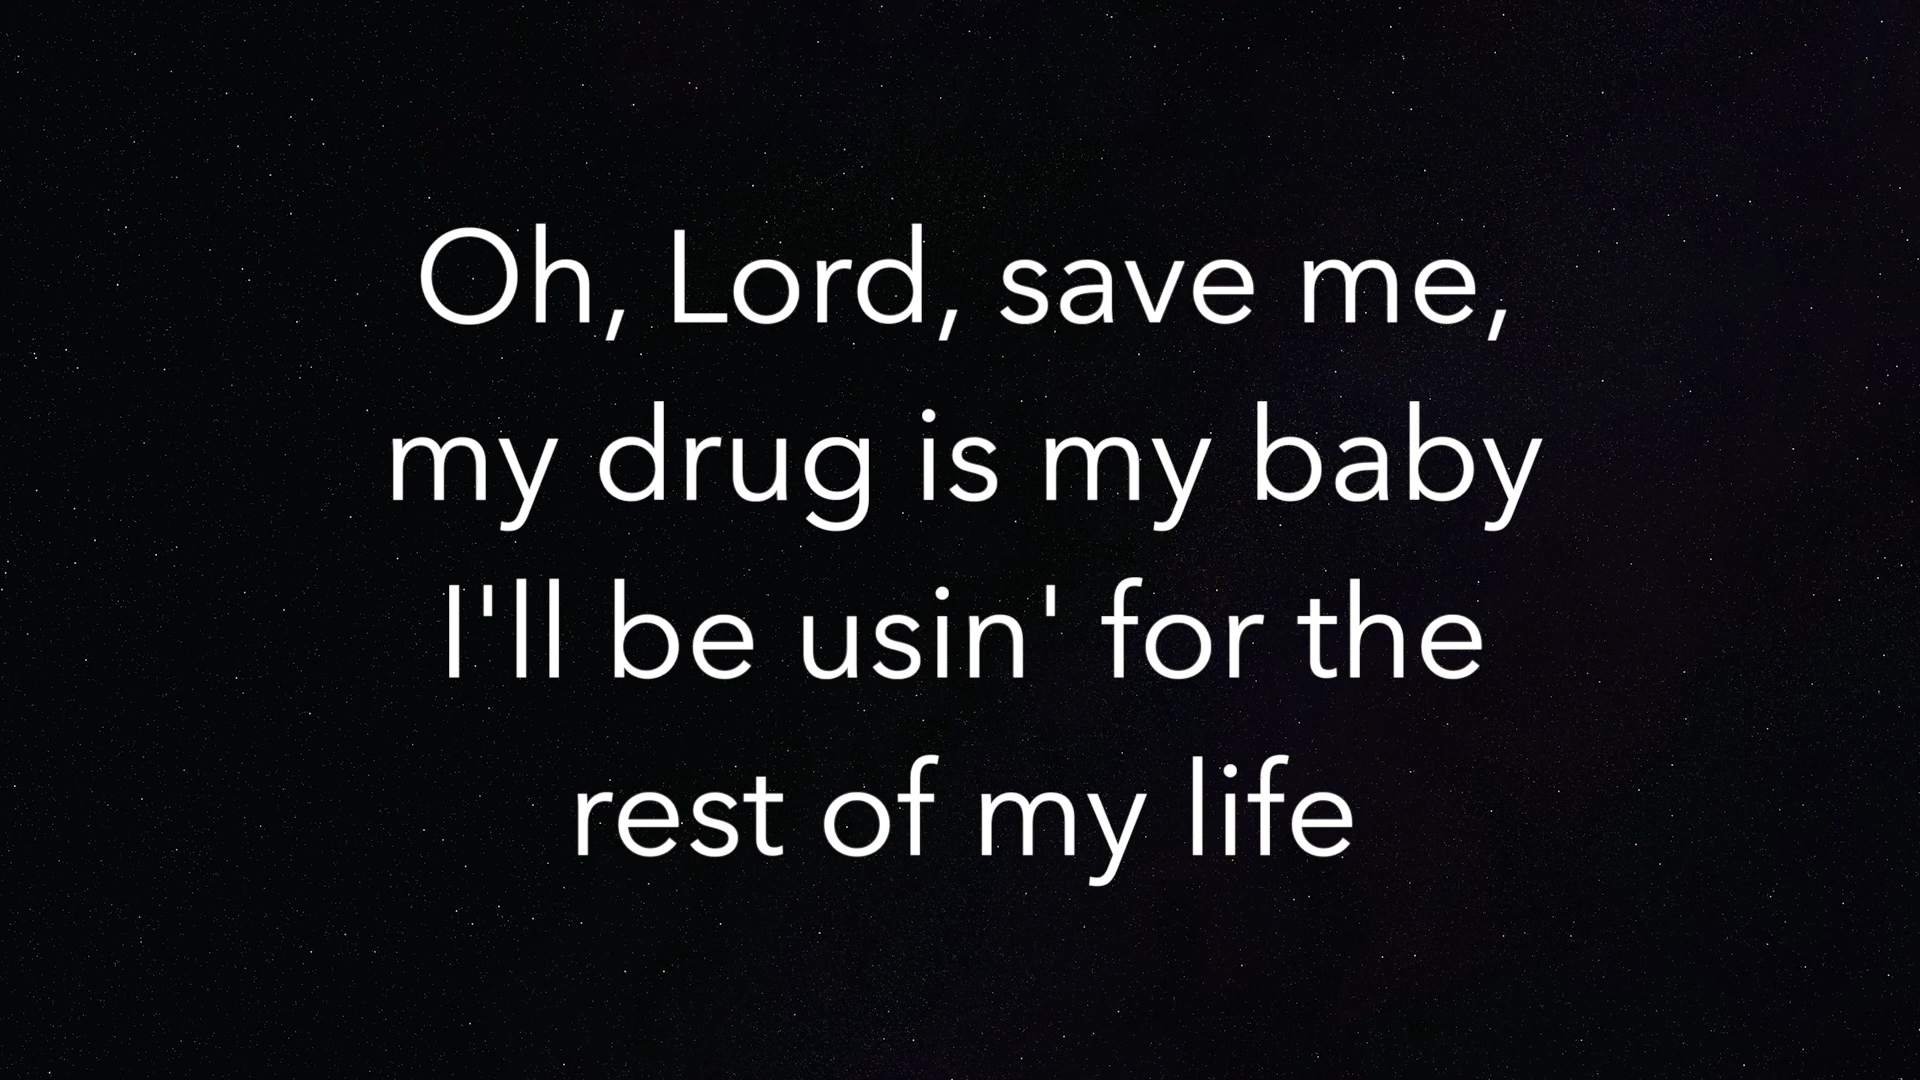 Oh, Lord, save me,
my drug is my baby
I'll be usin' for the
rest of my life